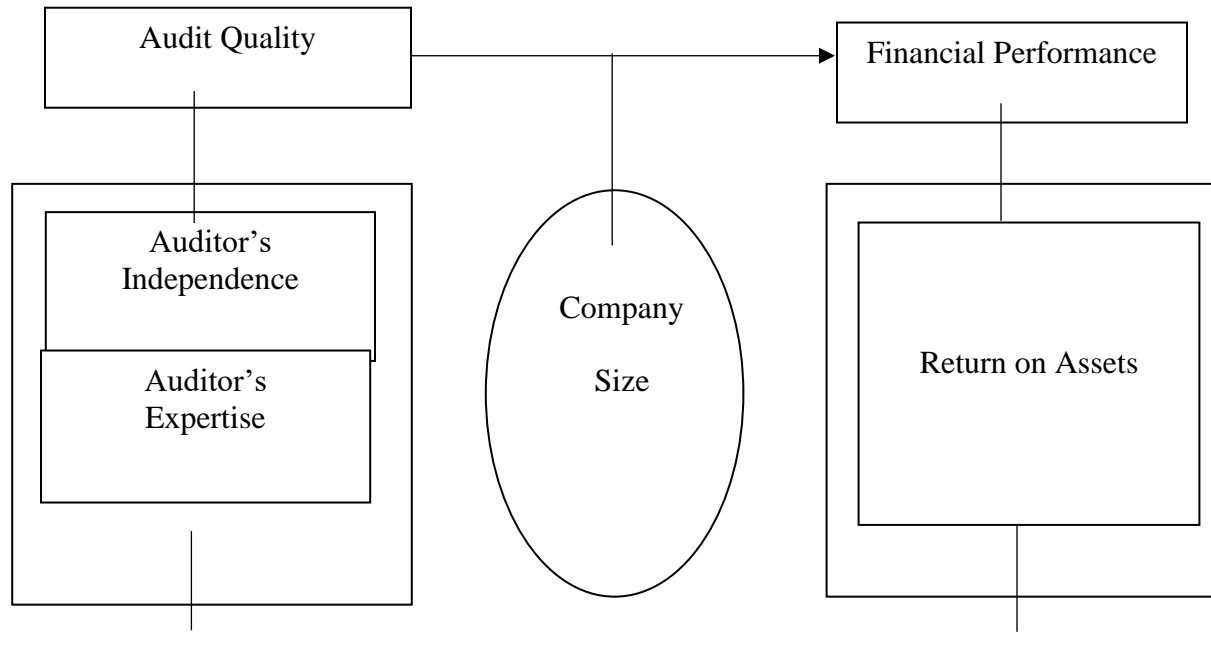 Audit Quality
Financial Performance
Auditor’s
Independence
Auditor’s
Expertise
Company
Size
Return on Assets